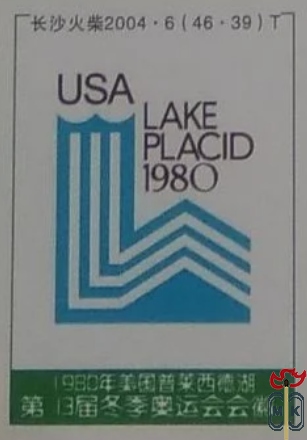 长沙火柴2004·6(46·39)T
USA
LAKE
PLACID
1980
1980年美国普莱西德湖
第13届冬季奥运会会徽